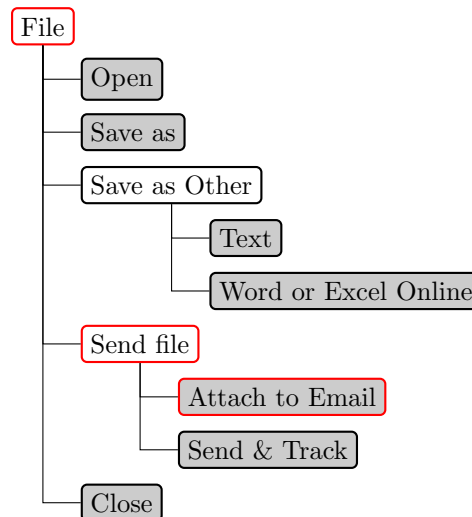 File
Open
Save as
Save as Other
Text
Word or Excel Online
Send file
Attach to Email
Send & Track
Close